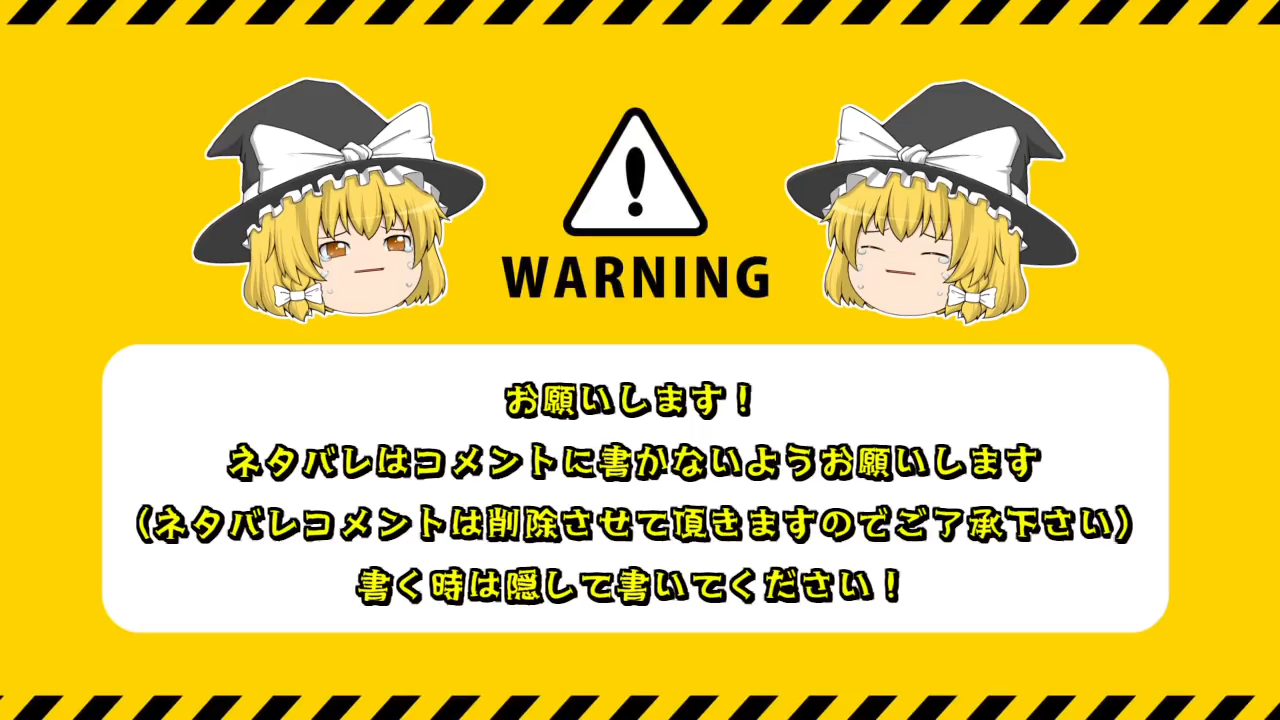 WARNING
お願いします！
ネタバレはコメントに書かないようお願いします
（ネタバレコメントは削除させて頂きますのでご了承下さい）
書く時は隠して書いてください！